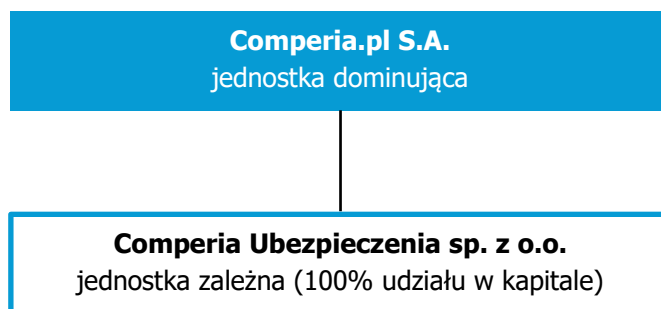 Comperia.pl S.A.
jednostka dominująca
Comperia Ubezpieczenia sp. z o.o.
jednostka zależna (100% udziału w kapitale)